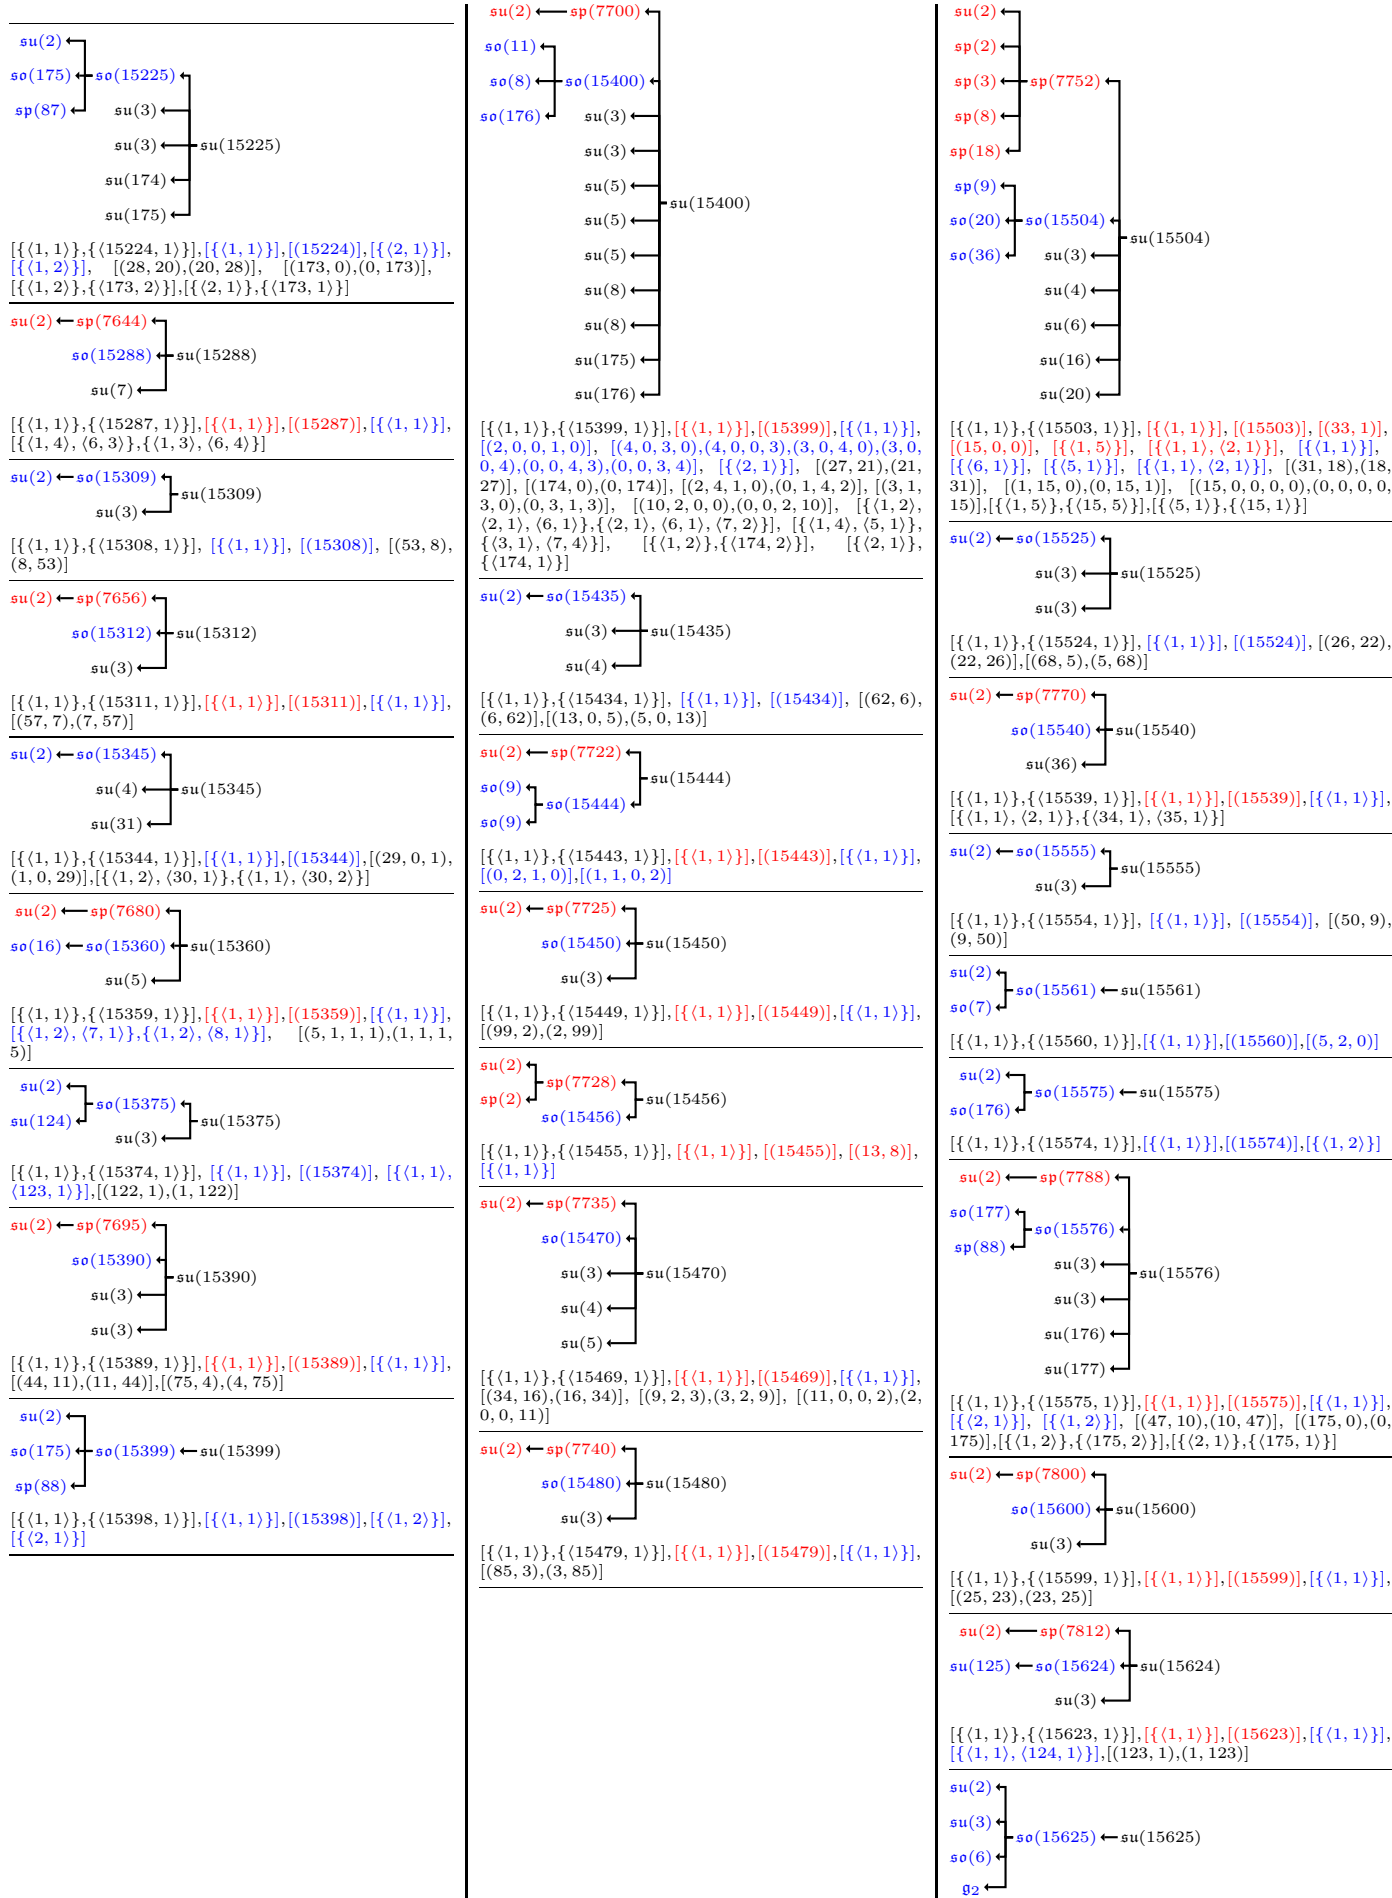 𝔰𝔲(2)
𝔰𝔬(175) 𝔰𝔬(15225)
𝔰𝔭(87) 𝔰𝔲(3)
𝔰𝔲(3) 𝔰𝔲(15225)
𝔰𝔲(174)
𝔰𝔲(175)
[{⟨1, 1⟩},{⟨15224, 1⟩}],[{⟨1, 1⟩}],[(15224)],[{⟨2, 1⟩}],
[{⟨1, 2⟩}], [(28, 20),(20, 28)], [(173, 0),(0, 173)],
[{⟨1, 2⟩},{⟨173, 2⟩}],[{⟨2, 1⟩},{⟨173, 1⟩}]
𝔰𝔲(2) 𝔰𝔭(7644)
𝔰𝔬(15288) 𝔰𝔲(15288)
𝔰𝔲(7)
[{⟨1, 1⟩},{⟨15287, 1⟩}],[{⟨1, 1⟩}],[(15287)],[{⟨1, 1⟩}],
[{⟨1, 4⟩, ⟨6, 3⟩},{⟨1, 3⟩, ⟨6, 4⟩}]
𝔰𝔲(2) 𝔰𝔬(15309)
𝔰𝔲(15309)
𝔰𝔲(3)
[{⟨1, 1⟩},{⟨15308, 1⟩}], [{⟨1, 1⟩}], [(15308)], [(53, 8),
(8, 53)]
𝔰𝔲(2) 𝔰𝔭(7656)
𝔰𝔬(15312) 𝔰𝔲(15312)
𝔰𝔲(3)
[{⟨1, 1⟩},{⟨15311, 1⟩}],[{⟨1, 1⟩}],[(15311)],[{⟨1, 1⟩}],
[(57, 7),(7, 57)]
𝔰𝔲(2) 𝔰𝔬(15345)
𝔰𝔲(4) 𝔰𝔲(15345)
𝔰𝔲(31)
[{⟨1, 1⟩},{⟨15344, 1⟩}],[{⟨1, 1⟩}],[(15344)],[(29, 0, 1),
(1, 0, 29)],[{⟨1, 2⟩, ⟨30, 1⟩},{⟨1, 1⟩, ⟨30, 2⟩}]
𝔰𝔲(2) 𝔰𝔭(7680)
𝔰𝔬(16) 𝔰𝔬(15360) 𝔰𝔲(15360)
𝔰𝔲(5)
[{⟨1, 1⟩},{⟨15359, 1⟩}],[{⟨1, 1⟩}],[(15359)],[{⟨1, 1⟩}],
[{⟨1, 2⟩, ⟨7, 1⟩},{⟨1, 2⟩, ⟨8, 1⟩}], [(5, 1, 1, 1),(1, 1, 1,
5)]
𝔰𝔲(2)
𝔰𝔬(15375)
𝔰𝔲(124) 𝔰𝔲(15375)
𝔰𝔲(3)
[{⟨1, 1⟩},{⟨15374, 1⟩}], [{⟨1, 1⟩}], [(15374)], [{⟨1, 1⟩,
⟨123, 1⟩}],[(122, 1),(1, 122)]
𝔰𝔲(2) 𝔰𝔭(7695)
𝔰𝔬(15390)
𝔰𝔲(15390)
𝔰𝔲(3)
𝔰𝔲(3)
[{⟨1, 1⟩},{⟨15389, 1⟩}],[{⟨1, 1⟩}],[(15389)],[{⟨1, 1⟩}],
[(44, 11),(11, 44)],[(75, 4),(4, 75)]
𝔰𝔲(2)
𝔰𝔬(175) 𝔰𝔬(15399) 𝔰𝔲(15399)
𝔰𝔭(88)
[{⟨1, 1⟩},{⟨15398, 1⟩}],[{⟨1, 1⟩}],[(15398)],[{⟨1, 2⟩}],
[{⟨2, 1⟩}]
𝔰𝔲(2) 𝔰𝔭(7700)
𝔰𝔬(11)
𝔰𝔬(8) 𝔰𝔬(15400)
𝔰𝔬(176) 𝔰𝔲(3)
𝔰𝔲(3)
𝔰𝔲(5)
𝔰𝔲(15400)
𝔰𝔲(5)
𝔰𝔲(5)
𝔰𝔲(8)
𝔰𝔲(8)
𝔰𝔲(175)
𝔰𝔲(176)
[{⟨1, 1⟩},{⟨15399, 1⟩}],[{⟨1, 1⟩}],[(15399)],[{⟨1, 1⟩}],
[(2, 0, 0, 1, 0)], [(4, 0, 3, 0),(4, 0, 0, 3),(3, 0, 4, 0),(3, 0,
0, 4),(0, 0, 4, 3),(0, 0, 3, 4)], [{⟨2, 1⟩}], [(27, 21),(21,
27)], [(174, 0),(0, 174)], [(2, 4, 1, 0),(0, 1, 4, 2)], [(3, 1,
3, 0),(0, 3, 1, 3)], [(10, 2, 0, 0),(0, 0, 2, 10)], [{⟨1, 2⟩,
⟨2, 1⟩, ⟨6, 1⟩},{⟨2, 1⟩, ⟨6, 1⟩, ⟨7, 2⟩}], [{⟨1, 4⟩, ⟨5, 1⟩},
{⟨3, 1⟩, ⟨7, 4⟩}], [{⟨1, 2⟩},{⟨174, 2⟩}], [{⟨2, 1⟩},
{⟨174, 1⟩}]
𝔰𝔲(2) 𝔰𝔬(15435)
𝔰𝔲(3) 𝔰𝔲(15435)
𝔰𝔲(4)
[{⟨1, 1⟩},{⟨15434, 1⟩}], [{⟨1, 1⟩}], [(15434)], [(62, 6),
(6, 62)],[(13, 0, 5),(5, 0, 13)]
𝔰𝔲(2) 𝔰𝔭(7722)
𝔰𝔲(15444)
𝔰𝔬(9)
𝔰𝔬(15444)
𝔰𝔬(9)
[{⟨1, 1⟩},{⟨15443, 1⟩}],[{⟨1, 1⟩}],[(15443)],[{⟨1, 1⟩}],
[(0, 2, 1, 0)],[(1, 1, 0, 2)]
𝔰𝔲(2) 𝔰𝔭(7725)
𝔰𝔬(15450) 𝔰𝔲(15450)
𝔰𝔲(3)
[{⟨1, 1⟩},{⟨15449, 1⟩}],[{⟨1, 1⟩}],[(15449)],[{⟨1, 1⟩}],
[(99, 2),(2, 99)]
𝔰𝔲(2)
𝔰𝔭(7728)
𝔰𝔭(2) 𝔰𝔲(15456)
𝔰𝔬(15456)
[{⟨1, 1⟩},{⟨15455, 1⟩}],[{⟨1, 1⟩}],[(15455)],[(13, 8)],
[{⟨1, 1⟩}]
𝔰𝔲(2) 𝔰𝔭(7735)
𝔰𝔬(15470)
𝔰𝔲(3) 𝔰𝔲(15470)
𝔰𝔲(4)
𝔰𝔲(5)
[{⟨1, 1⟩},{⟨15469, 1⟩}],[{⟨1, 1⟩}],[(15469)],[{⟨1, 1⟩}],
[(34, 16),(16, 34)], [(9, 2, 3),(3, 2, 9)], [(11, 0, 0, 2),(2,
0, 0, 11)]
𝔰𝔲(2) 𝔰𝔭(7740)
𝔰𝔬(15480) 𝔰𝔲(15480)
𝔰𝔲(3)
[{⟨1, 1⟩},{⟨15479, 1⟩}],[{⟨1, 1⟩}],[(15479)],[{⟨1, 1⟩}],
[(85, 3),(3, 85)]
𝔰𝔲(2)
𝔰𝔭(2)
𝔰𝔭(3) 𝔰𝔭(7752)
𝔰𝔭(8)
𝔰𝔭(18)
𝔰𝔭(9)
𝔰𝔬(20) 𝔰𝔬(15504)
𝔰𝔲(15504)
𝔰𝔬(36) 𝔰𝔲(3)
𝔰𝔲(4)
𝔰𝔲(6)
𝔰𝔲(16)
𝔰𝔲(20)
[{⟨1, 1⟩},{⟨15503, 1⟩}], [{⟨1, 1⟩}], [(15503)], [(33, 1)],
[(15, 0, 0)], [{⟨1, 5⟩}], [{⟨1, 1⟩, ⟨2, 1⟩}], [{⟨1, 1⟩}],
[{⟨6, 1⟩}], [{⟨5, 1⟩}], [{⟨1, 1⟩, ⟨2, 1⟩}], [(31, 18),(18,
31)], [(1, 15, 0),(0, 15, 1)], [(15, 0, 0, 0, 0),(0, 0, 0, 0,
15)],[{⟨1, 5⟩},{⟨15, 5⟩}],[{⟨5, 1⟩},{⟨15, 1⟩}]
𝔰𝔲(2) 𝔰𝔬(15525)
𝔰𝔲(3) 𝔰𝔲(15525)
𝔰𝔲(3)
[{⟨1, 1⟩},{⟨15524, 1⟩}], [{⟨1, 1⟩}], [(15524)], [(26, 22),
(22, 26)],[(68, 5),(5, 68)]
𝔰𝔲(2) 𝔰𝔭(7770)
𝔰𝔬(15540) 𝔰𝔲(15540)
𝔰𝔲(36)
[{⟨1, 1⟩},{⟨15539, 1⟩}],[{⟨1, 1⟩}],[(15539)],[{⟨1, 1⟩}],
[{⟨1, 1⟩, ⟨2, 1⟩},{⟨34, 1⟩, ⟨35, 1⟩}]
𝔰𝔲(2) 𝔰𝔬(15555)
𝔰𝔲(15555)
𝔰𝔲(3)
[{⟨1, 1⟩},{⟨15554, 1⟩}], [{⟨1, 1⟩}], [(15554)], [(50, 9),
(9, 50)]
𝔰𝔲(2)
𝔰𝔬(15561) 𝔰𝔲(15561)
𝔰𝔬(7)
[{⟨1, 1⟩},{⟨15560, 1⟩}],[{⟨1, 1⟩}],[(15560)],[(5, 2, 0)]
𝔰𝔲(2)
𝔰𝔬(15575) 𝔰𝔲(15575)
𝔰𝔬(176)
[{⟨1, 1⟩},{⟨15574, 1⟩}],[{⟨1, 1⟩}],[(15574)],[{⟨1, 2⟩}]
𝔰𝔲(2) 𝔰𝔭(7788)
𝔰𝔬(177)
𝔰𝔬(15576)
𝔰𝔭(88)
𝔰𝔲(3)
𝔰𝔲(15576)
𝔰𝔲(3)
𝔰𝔲(176)
𝔰𝔲(177)
[{⟨1, 1⟩},{⟨15575, 1⟩}],[{⟨1, 1⟩}],[(15575)],[{⟨1, 1⟩}],
[{⟨2, 1⟩}], [{⟨1, 2⟩}], [(47, 10),(10, 47)], [(175, 0),(0,
175)],[{⟨1, 2⟩},{⟨175, 2⟩}],[{⟨2, 1⟩},{⟨175, 1⟩}]
𝔰𝔲(2) 𝔰𝔭(7800)
𝔰𝔬(15600) 𝔰𝔲(15600)
𝔰𝔲(3)
[{⟨1, 1⟩},{⟨15599, 1⟩}],[{⟨1, 1⟩}],[(15599)],[{⟨1, 1⟩}],
[(25, 23),(23, 25)]
𝔰𝔲(2) 𝔰𝔭(7812)
𝔰𝔲(125) 𝔰𝔬(15624) 𝔰𝔲(15624)
𝔰𝔲(3)
[{⟨1, 1⟩},{⟨15623, 1⟩}],[{⟨1, 1⟩}],[(15623)],[{⟨1, 1⟩}],
[{⟨1, 1⟩, ⟨124, 1⟩}],[(123, 1),(1, 123)]
𝔰𝔲(2)
𝔰𝔲(3)
𝔰𝔬(15625) 𝔰𝔲(15625)
𝔰𝔬(6)
𝔤₂